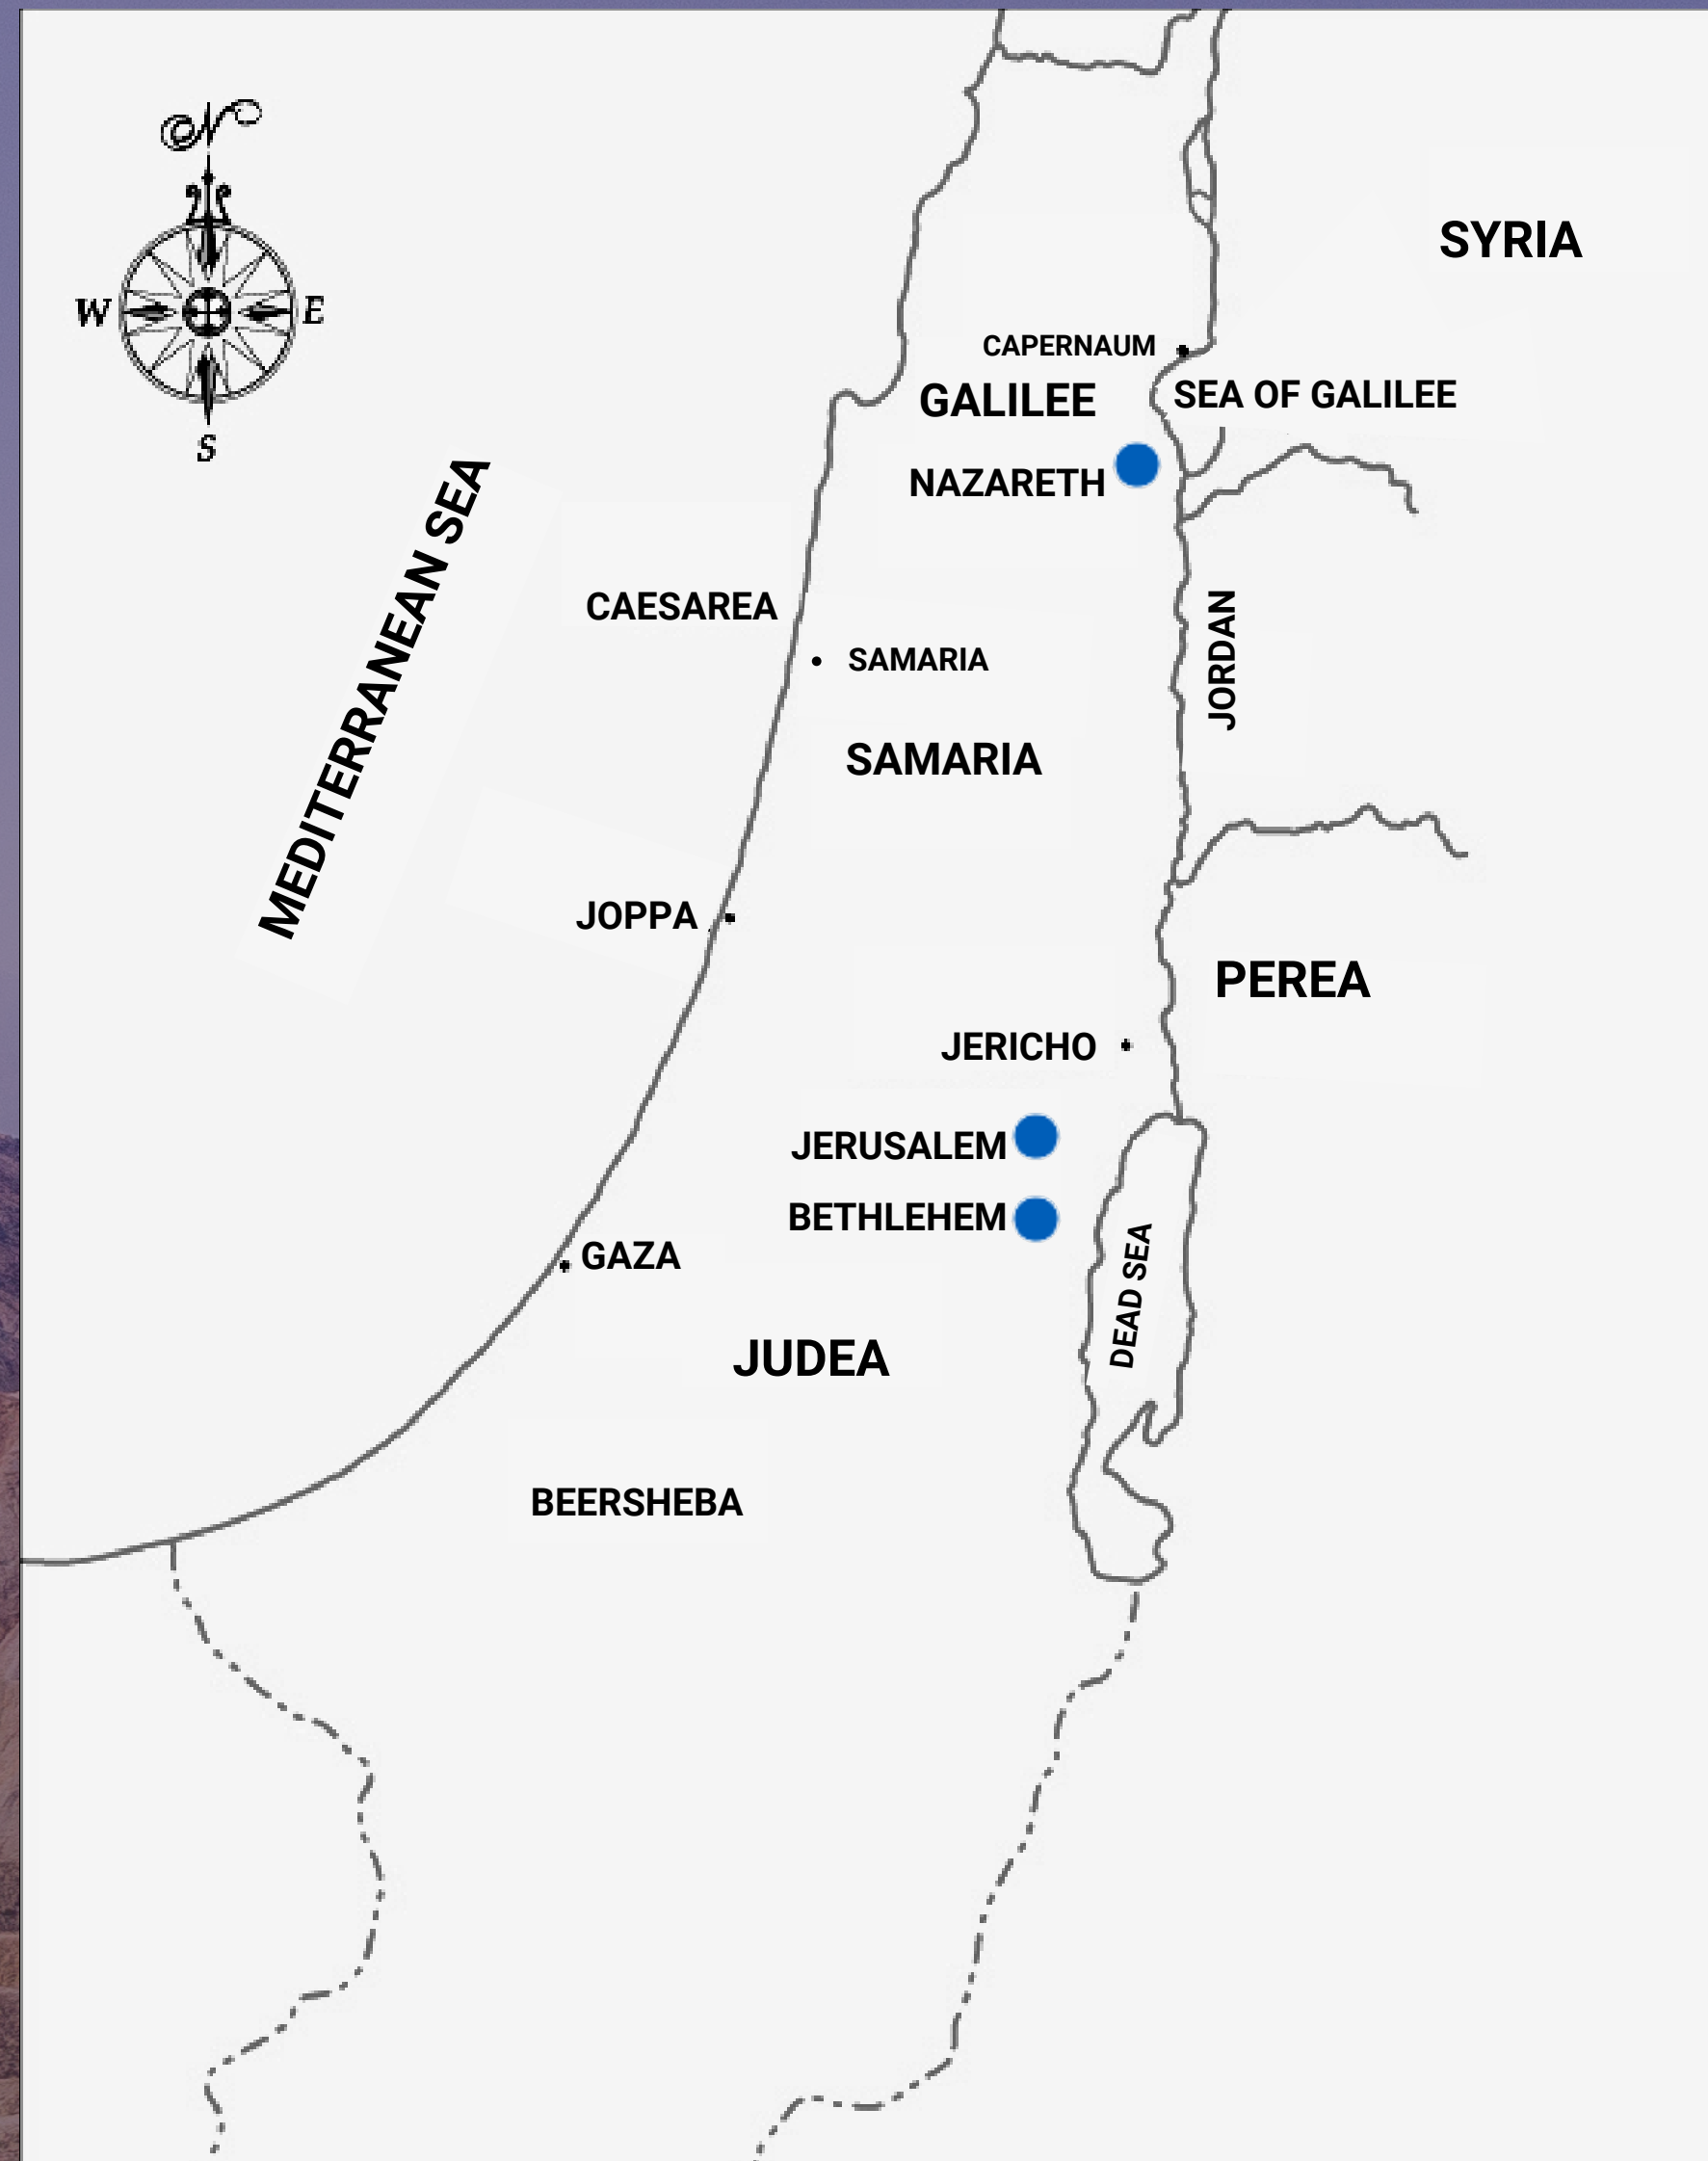 N
W
E
S
SYRIA
CAPERNAUM
GALILEE
SEA OF GALILEE
NAZARETH
MEDITERRANEAN SEA
CAESAREA
JORDAN
SAMARIA
SAMARIA
JOPPA
PEREA
JERICHO
JERUSALEM
BETHLEHEM
GAZA
DEAD SEA
JUDEA
BEERSHEBA